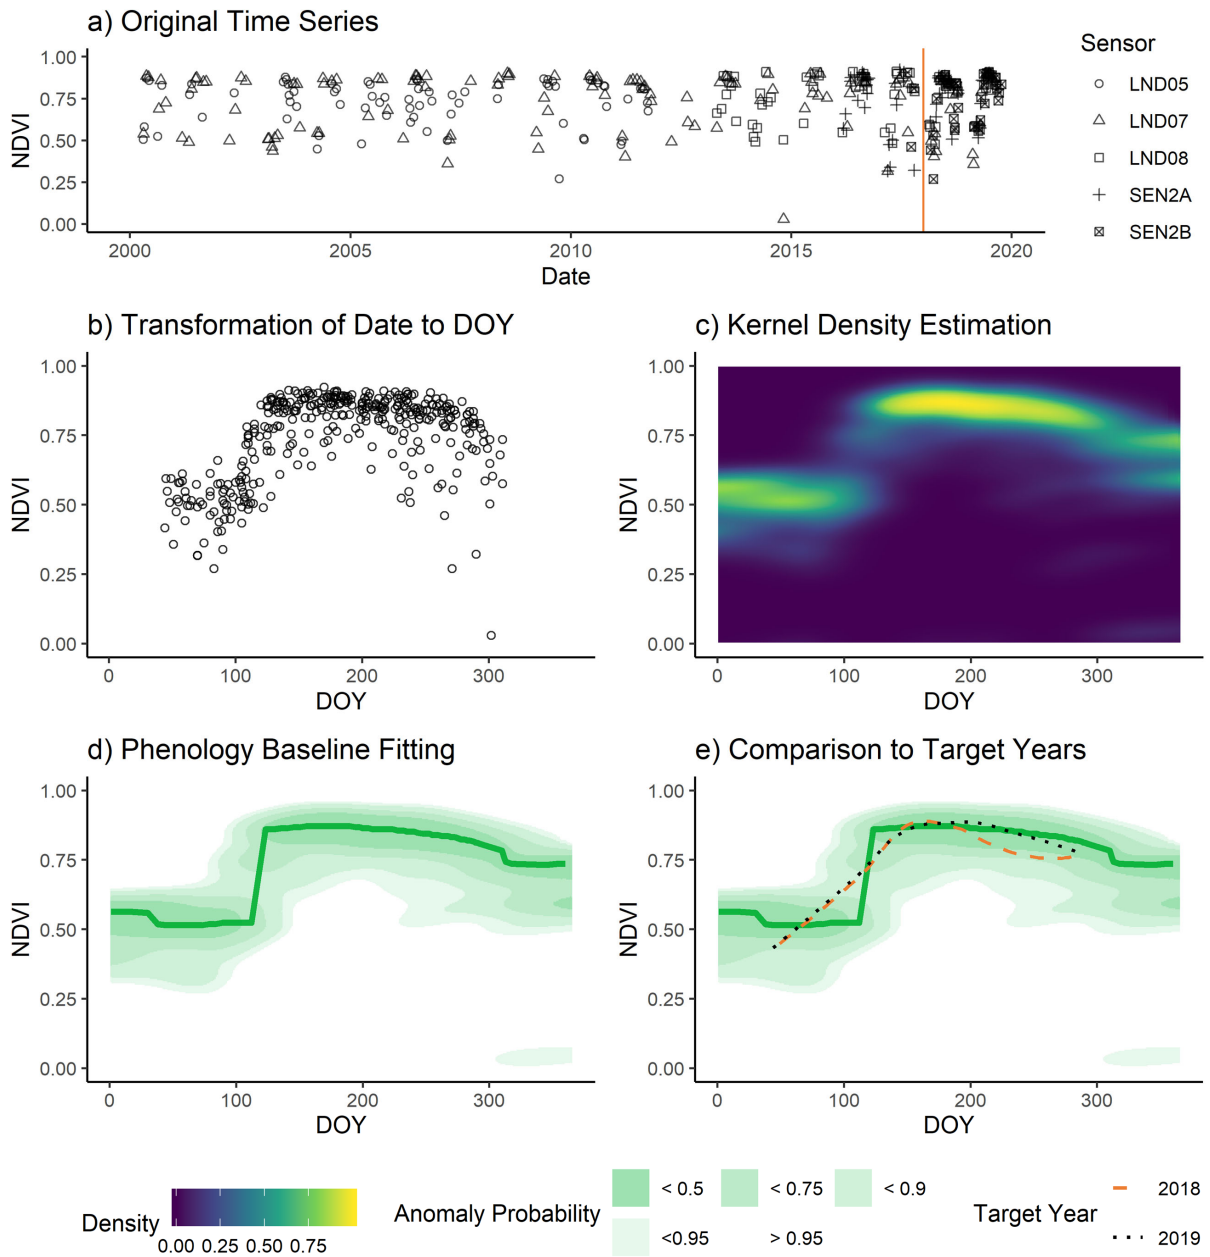 a) Original Time Series
1.00
0.75
0.50
0.25
0.00
NDVI
2000 2005 2010 2015 2020
Date
Sensor
LND05
LND07
LND08
SEN2A
SEN2B
b) Transformation of Date to DOY
1.00
0.75
0.50
0.25
0.00
NDVI
0 100 200 300
DOY
c) Kernel Density Estimation
1.00
0.75
0.50
0.25
0.00
NDVI
0 100 200 300
DOY
d) Phenology Baseline Fitting
1.00
0.75
0.50
0.25
0.00
NDVI
0 100 200 300
DOY
e) Comparison to Target Years
1.00
0.75
0.50
0.25
0.00
NDVI
0 100 200 300
DOY
Density
0.00 0.25 0.50 0.75
Anomaly Probability
< 0.5 < 0.75 < 0.9
<0.95 > 0.95
Target Year
2018
2019